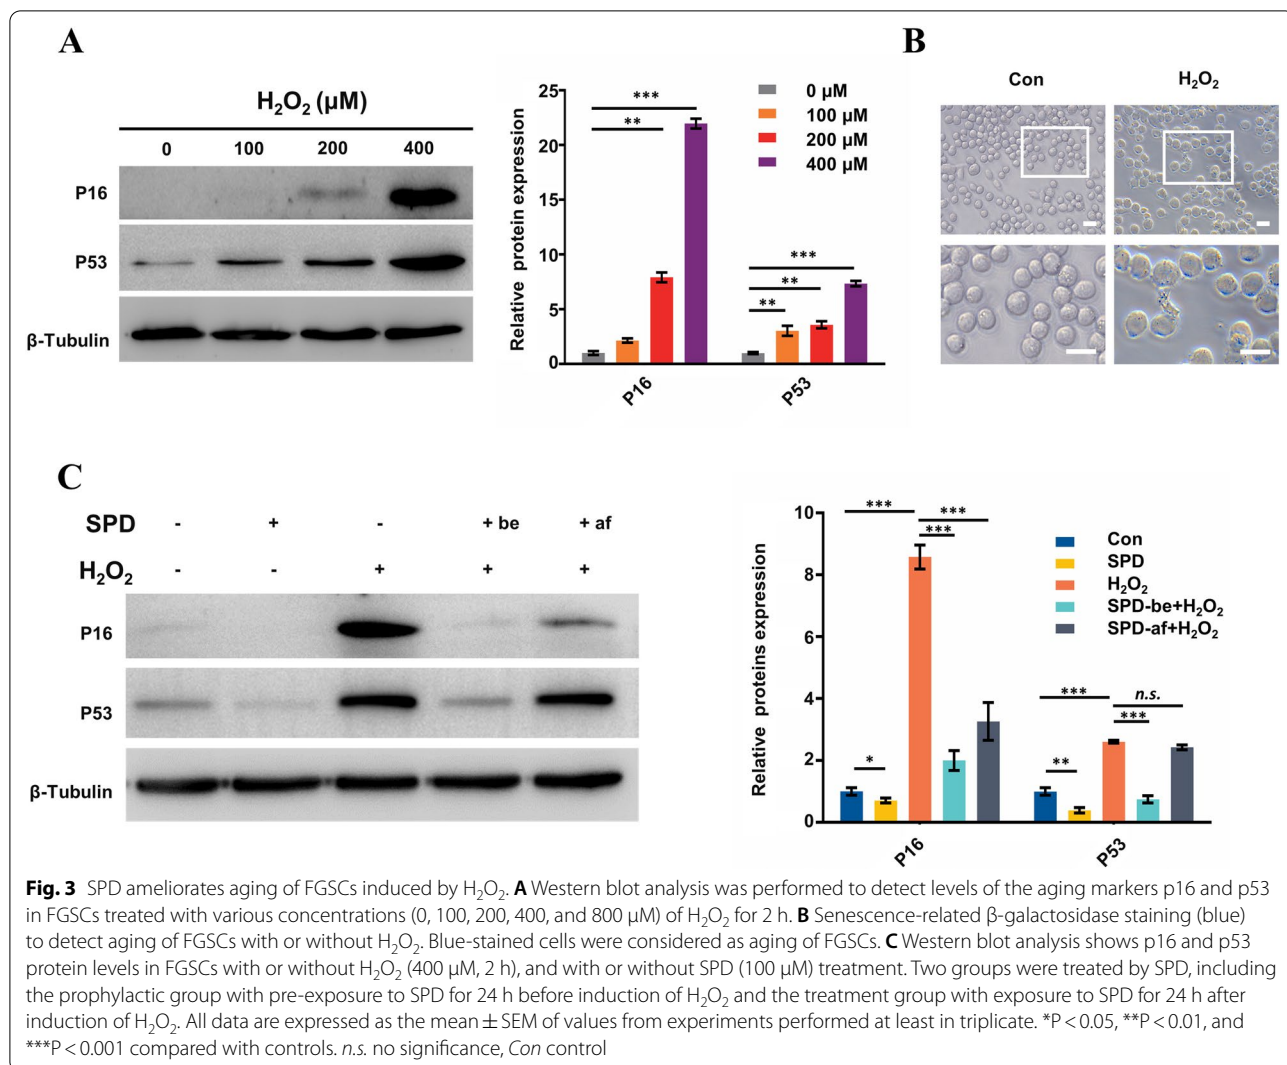 A
B
H₂O₂ (µM)
0 100 200 400
P16
P53
β-Tubulin
Relative protein expression
25
20
15
10
5
0
***
**
***
**
**
0 µM
100 µM
200 µM
400 µM
P16
P53
Con
H₂O₂
C
SPD - + - + be + af
H₂O₂ - - + + +
P16
P53
β-Tubulin
Relative proteins expression
10
8
6
4
2
0
***
***
***
*
***
n.s.
***
**
Con
SPD
H₂O₂
SPD-be+H₂O₂
SPD-af+H₂O₂
P16
P53
Fig. 3 SPD ameliorates aging of FGSCs induced by H₂O₂. A Western blot analysis was performed to detect levels of the aging markers p16 and p53
in FGSCs treated with various concentrations (0, 100, 200, 400, and 800 µM) of H₂O₂ for 2 h. B Senescence-related β-galactosidase staining (blue)
to detect aging of FGSCs with or without H₂O₂. Blue-stained cells were considered as aging of FGSCs. C Western blot analysis shows p16 and p53
protein levels in FGSCs with or without H₂O₂ (400 µM, 2 h), and with or without SPD (100 µM) treatment. Two groups were treated by SPD, including
the prophylactic group with pre-exposure to SPD for 24 h before induction of H₂O₂ and the treatment group with exposure to SPD for 24 h after
induction of H₂O₂. All data are expressed as the mean ± SEM of values from experiments performed at least in triplicate. *P < 0.05, **P < 0.01, and
***P < 0.001 compared with controls. n.s. no significance, Con control